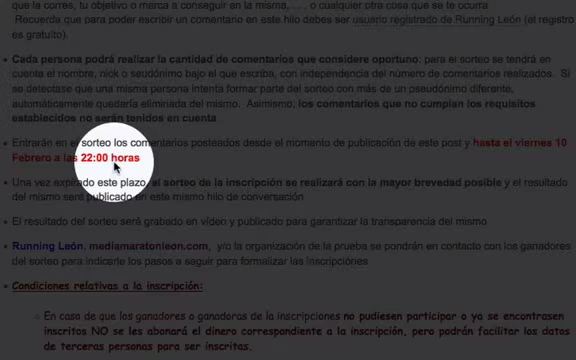 que la corres, tu objetivo o marca a conseguir en la misma, . . . o cualquier otra cose que se te ocurra
Recuerda que para poder escribir un comentario en este hilo debes ser usuario registrado de Running León (el registro
es gratuito).
Cada persona podrá realizar la cantidad de comentarios que considere oportuno: para el sorteo se tendrá en
cuenta el nombre, nick o seudónimo bajo el que escriba, con independencia del número de comentarios realizados. Si
se detectase que una misma persona intenta formar parte del sorteo con más de un pseudónimo diferente,
automáticamente quedaría eliminada del mismo. Asimismo, los comentarios que no cumplan los requisitos
establecidos no serán tenidos en cuenta
Entrarán en el sorteo los comentarios posteados desde el momento de publicación de este post y hasta el viernes 10
Febrero a las 22:00 horas
Una vez expirado este plazo, el sorteo de la inscripción se realizará con la mayor brevedad posible y el resultado
del mismo será publicado en este mismo hilo de conversación
El resultado del sorteo será grabado en vídeo y publicado para garantizar la transparencia del mismo
Running León, mediamaratonleon.com, y/o la organización de la prueba se pondrán en contacto con los ganadores
del sorteo para indicarle los pasos a seguir para formalizar las inscripciónes
Condiciones relativas a la inscripción:
En caso de que los ganadores o ganadoras de la inscripciones no pudiesen participar o ya se encontrasen
inscritos NO se les abonará el dinero correspondiente a la inscripción, pero podrán facilitar los datos
de terceras personas para ser inscritas.